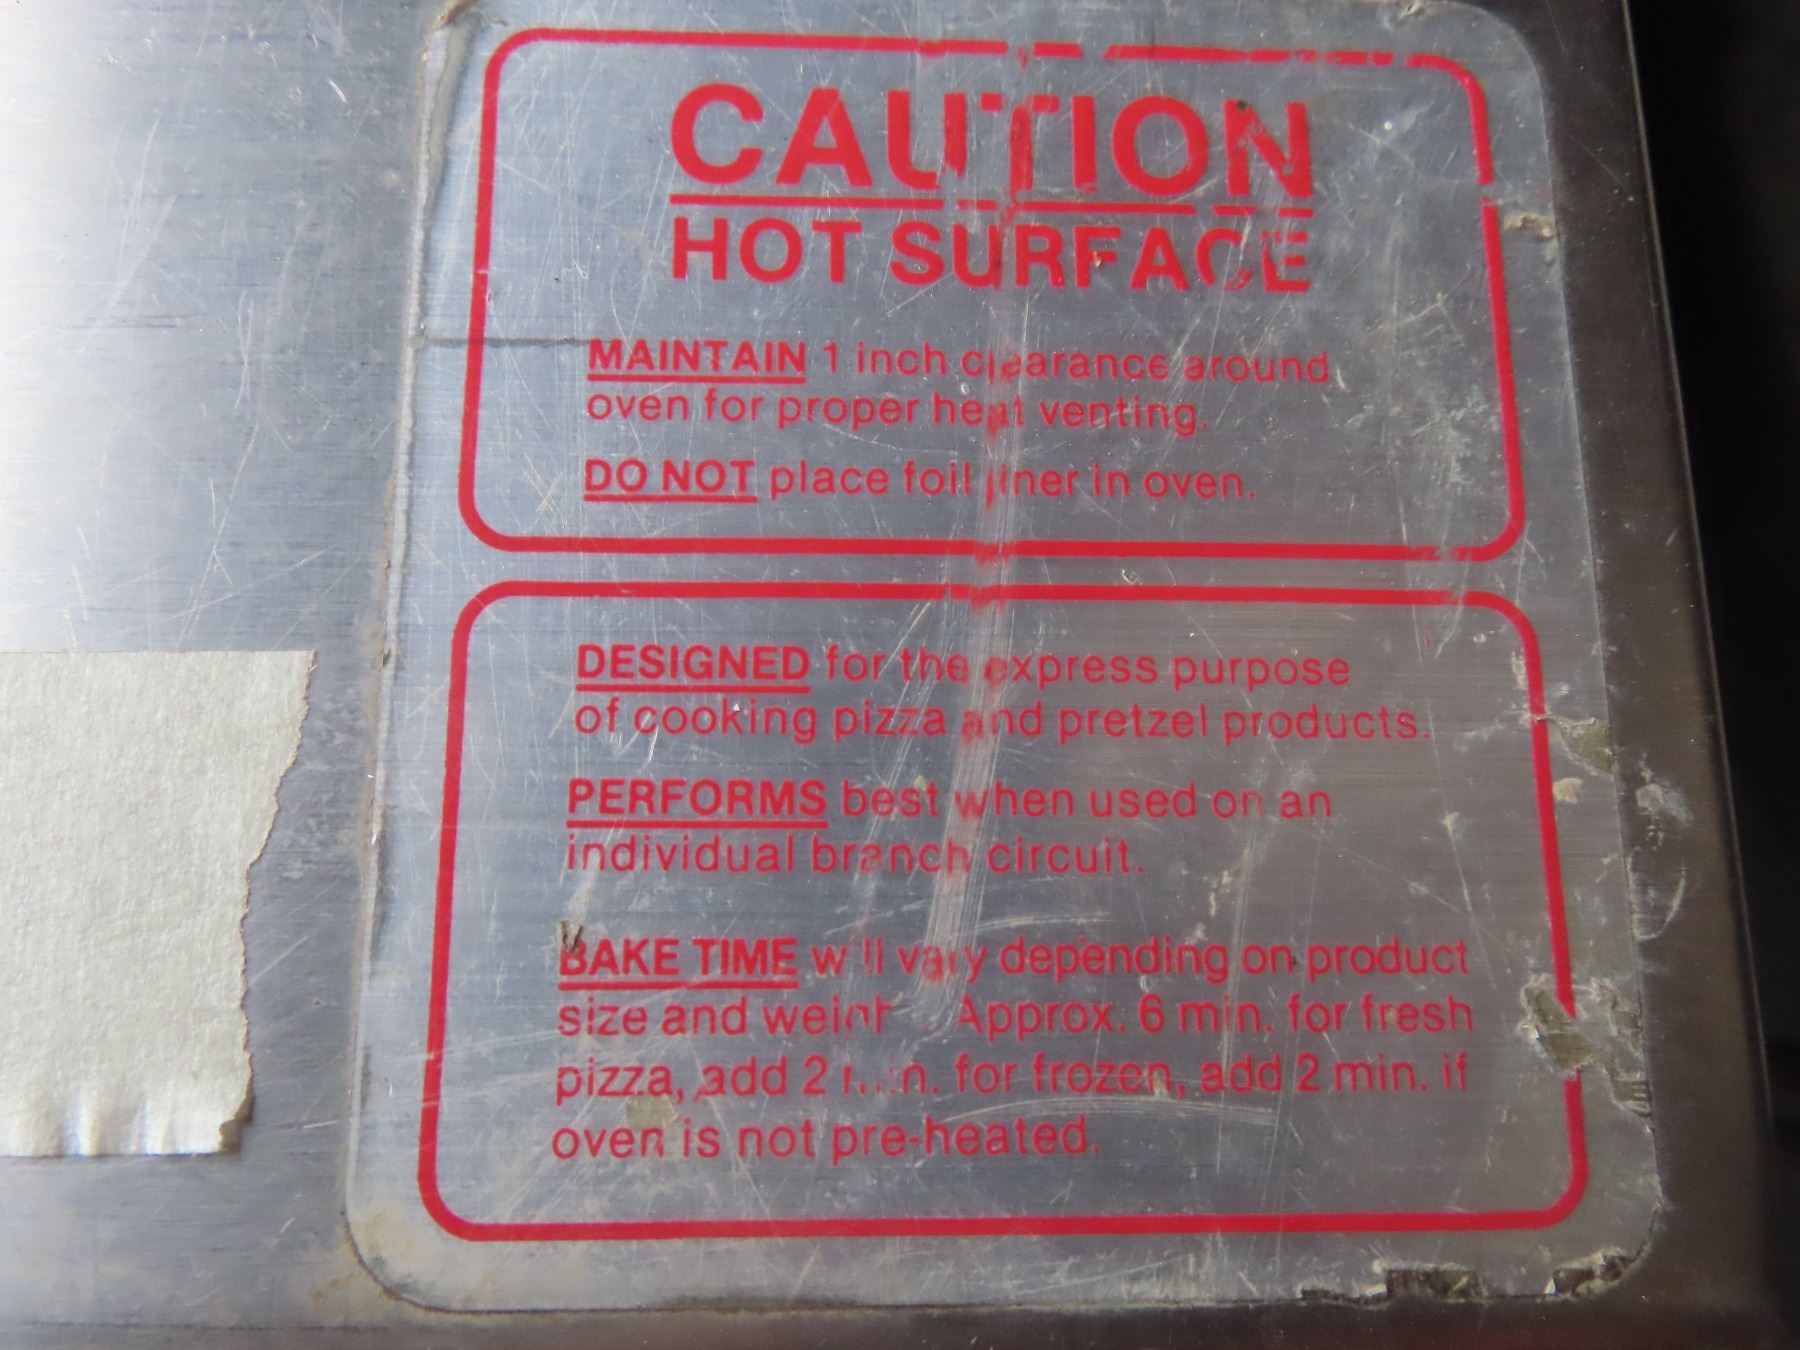 CAUTION
HOT SURFACE
MAINTAIN 1 inch clearance around
oven for proper heat venting.
DO NOT place foil liner in oven.
DESIGNED for the express purpose
of cooking pizza and pretzel products.
PERFORMS best when used on an
individual branch circuit.
BAKE TIME will vary depending on product
size and weight. Approx. 6 min. for fresh
pizza, add 2 min. for frozen, add 2 min. if
oven is not pre-heated.